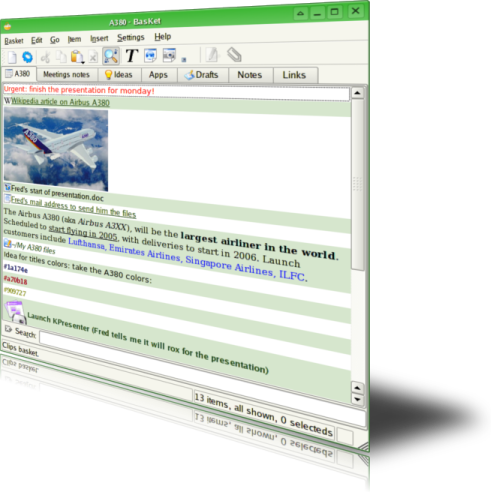 A380 - BasKet
Basket Edit Go Item Insert Settings Help
A380 Meetings notes Ideas Apps Drafts Notes Links
Urgent: finish the presentation for monday!
Wikipedia article on Airbus A380
Fred's start of presentation.doc
Fred's mail address to send him the files
The Airbus A380 (aka Airbus A3XX), will be the largest airliner in the world.
Scheduled to start flying in 2005, with deliveries to start in 2006. Launch
customers include Lufthansa, Emirates Airlines, Singapore Airlines, ILFC.
~/My A380 files
Idea for titles colors: take the A380 colors:
#1a174e
#a70b18
#909727
Launch KPresenter (Fred tells me it will rox for the presentation)
Search:
Clips basket.
13 items, all shown, 0 selecteds